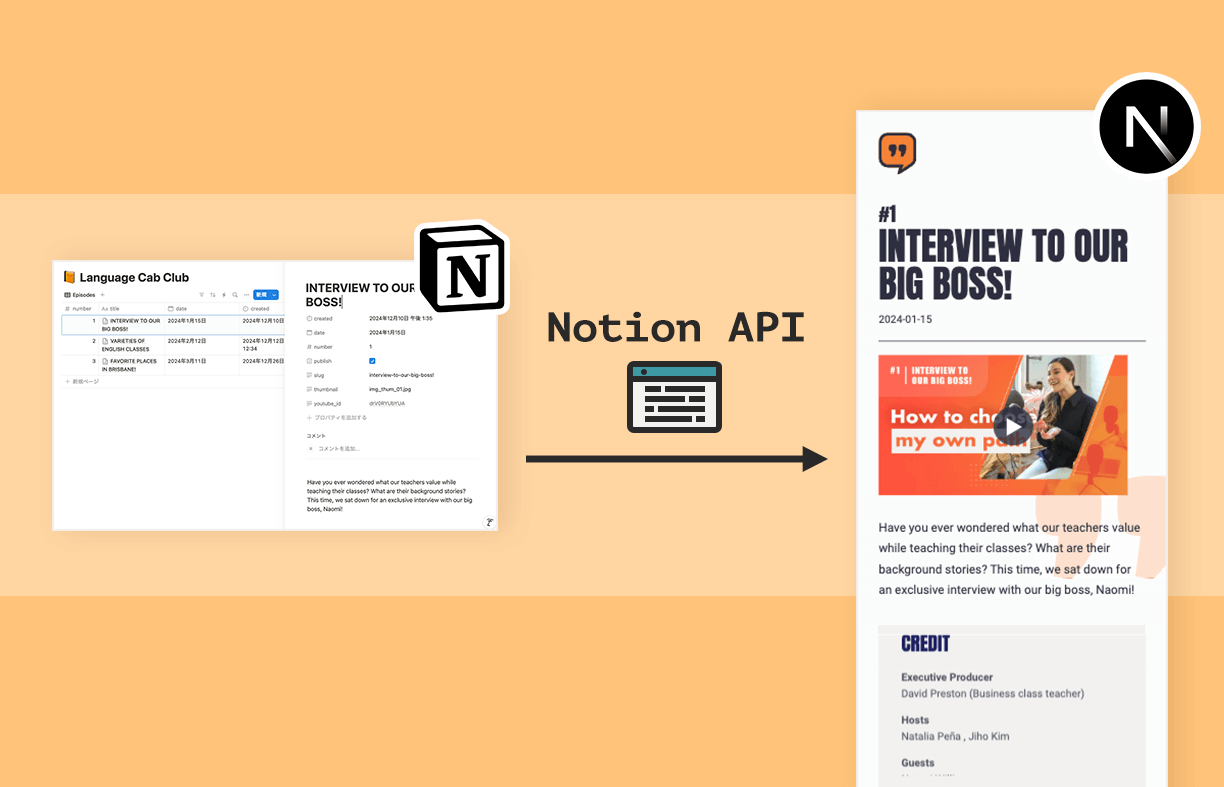 Language Cab Club
Episodes
新規
number
Aa title
date
created
1
INTERVIEW TO OUR
BIG BOSS!
2024年1月15日
2024年12月10日
2
VARIETIES OF
ENGLISH CLASSES
2024年2月12日
2024年12月12日
12:34
3
FAVORITE PLACES
IN BRISBANE!
2024年3月11日
2024年12月26日
新規ページ
INTERVIEW TO OUR
BOSS!
created
2024年12月10日 午後 1:35
date
2024年1月15日
number
1
publish
slug
interview-to-our-big-boss!
thumbnail
img_thum_01.jpg
youtube_id
プロパティを追加する
コメント
コメントを追加...
Have you ever wondered what our teachers value
while teaching their classes? What are their background stories?
This time, we sat down for an exclusive interview with our big
boss, Naomi!
Notion API
#1
INTERVIEW TO OUR
BIG BOSS!
2024-01-15
#1 INTERVIEW TO
OUR BIG BOSS!
How to choose
my own path
Have you ever wondered what our teachers value
while teaching their classes? What are their
background stories? This time, we sat down for
an exclusive interview with our big boss, Naomi!
CREDIT
Executive Producer
David Preston (Business class teacher)
Hosts
Natalia Peña , Jiho Kim
Guests